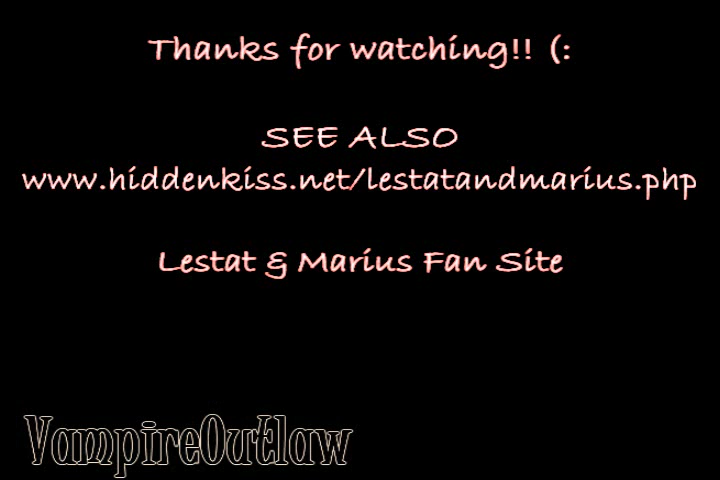 Thanks for watching!! (:
SEE ALSO
www.hiddenkiss.net/lestatandmarius.php
Lestat & Marius Fan Site
VampireOutlaw